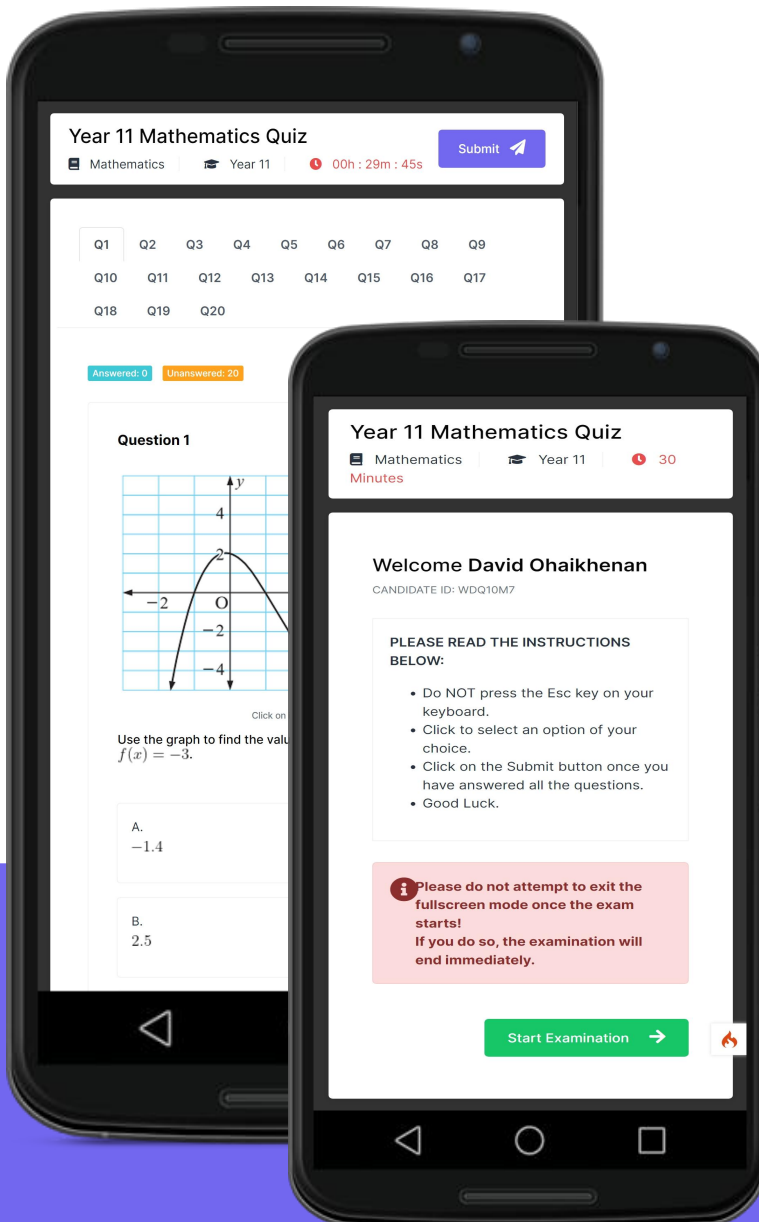 Year 11 Mathematics Quiz
Mathematics Year 11 00h : 29m : 45s
Submit
Q1 Q2 Q3 Q4 Q5 Q6 Q7 Q8 Q9
Q10 Q11 Q12 Q13 Q14 Q15 Q16 Q17
Q18 Q19 Q20
Answered: 0 Unanswered: 20
Question 1
y
4
2
−2 O
−2
−4
Click on
Use the graph to find the valu
f(x) = −3.
A.
−1.4
B.
2.5
Year 11 Mathematics Quiz
Mathematics Year 11 30
Minutes
Welcome David Ohaikhenan
CANDIDATE ID: WDQ10M7
PLEASE READ THE INSTRUCTIONS
BELOW:
• Do NOT press the Esc key on your
keyboard.
• Click to select an option of your
choice.
• Click on the Submit button once you
have answered all the questions.
• Good Luck.
Please do not attempt to exit the
fullscreen mode once the exam
starts!
If you do so, the examination will
end immediately.
Start Examination